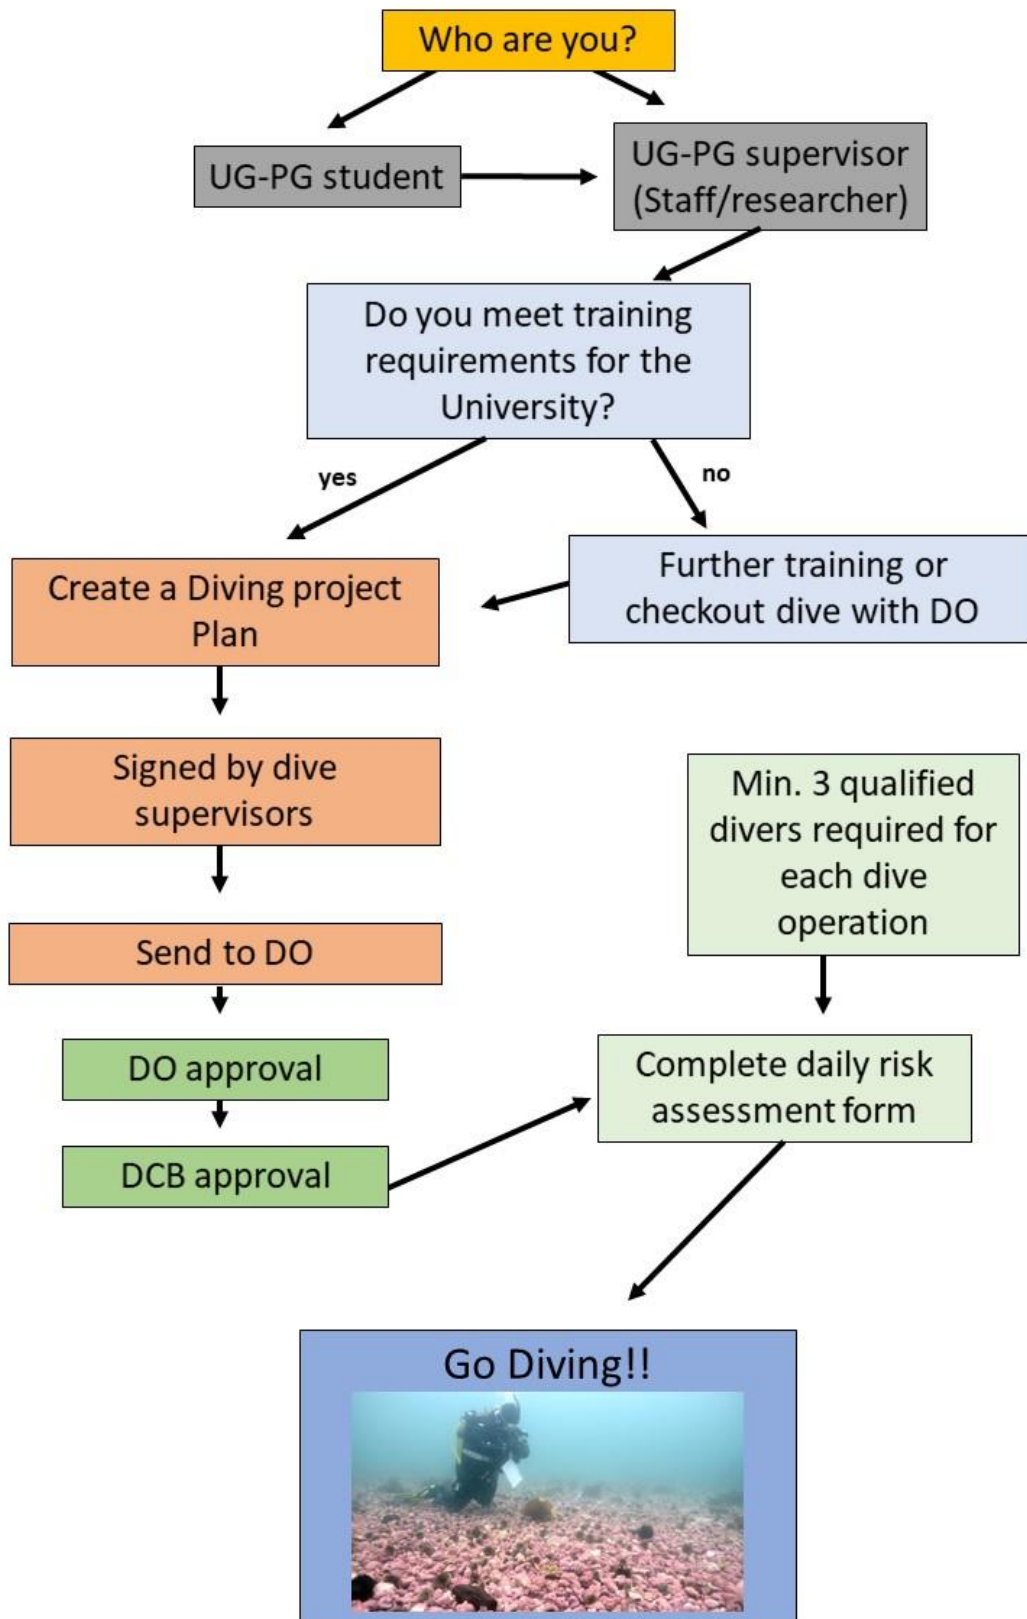 Who are you?
UG-PG student
UG-PG supervisor
(Staff/researcher)
Do you meet training
requirements for the
University?
yes
no
Create a Diving project
Plan
Further training or
checkout dive with DO
Signed by dive
supervisors
Min. 3 qualified
divers required for
each dive
operation
Send to DO
DO approval
Complete daily risk
assessment form
DCB approval
Go Diving!!